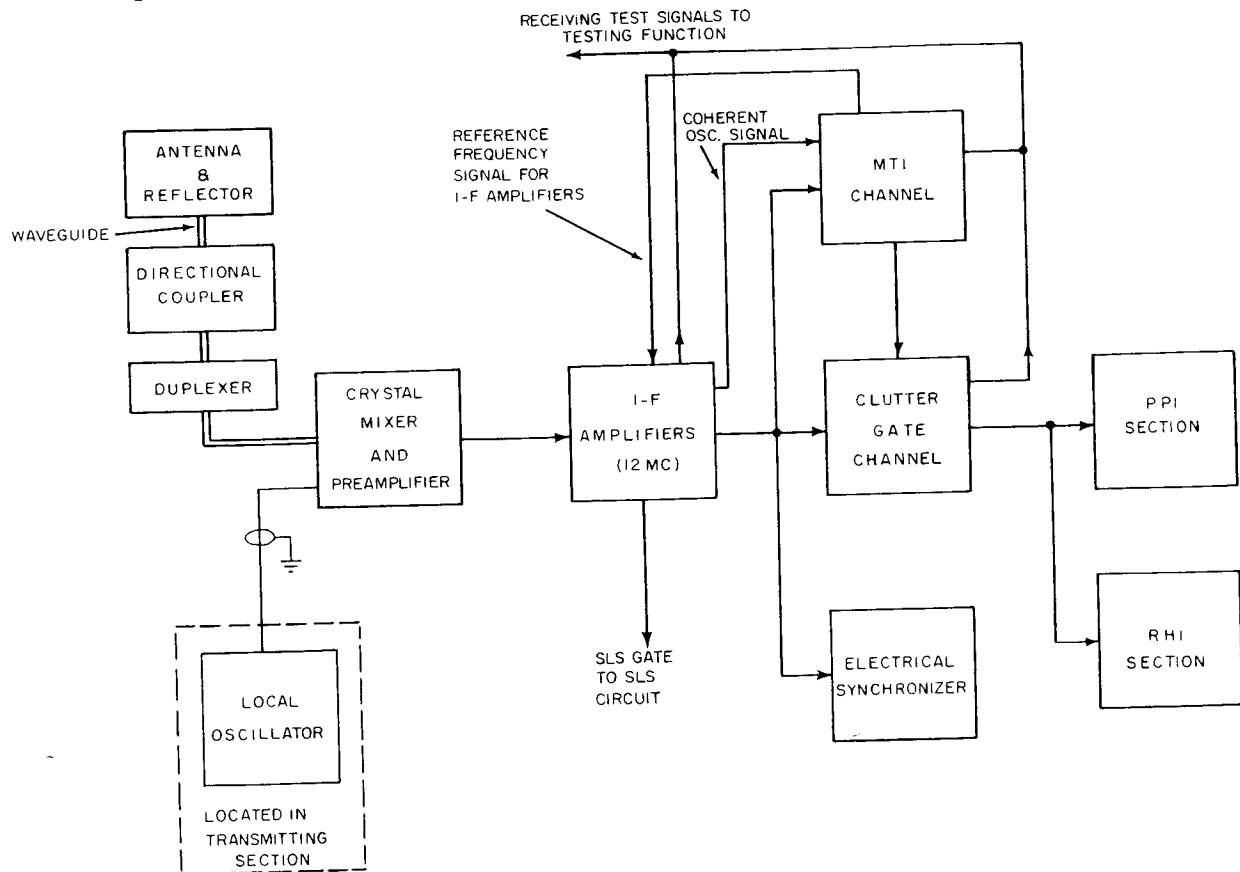 RECEIVING TEST SIGNALS TO
TESTING FUNCTION
REFERENCE
FREQUENCY
SIGNAL FOR
I-F AMPLIFIERS
COHERENT
OSC. SIGNAL
ANTENNA
&
REFLECTOR
WAVEGUIDE
DIRECTIONAL
COUPLER
DUPLEXER
MTI
CHANNEL
CRYSTAL
MIXER
AND
PREAMPLIFIER
I-F
AMPLIFIERS
(12 MC)
CLUTTER
GATE
CHANNEL
PPI
SECTION
SLS GATE
TO SLS
CIRCUIT
ELECTRICAL
SYNCHRONIZER
RHI
SECTION
LOCAL
OSCILLATOR
LOCATED IN
TRANSMITTING
SECTION